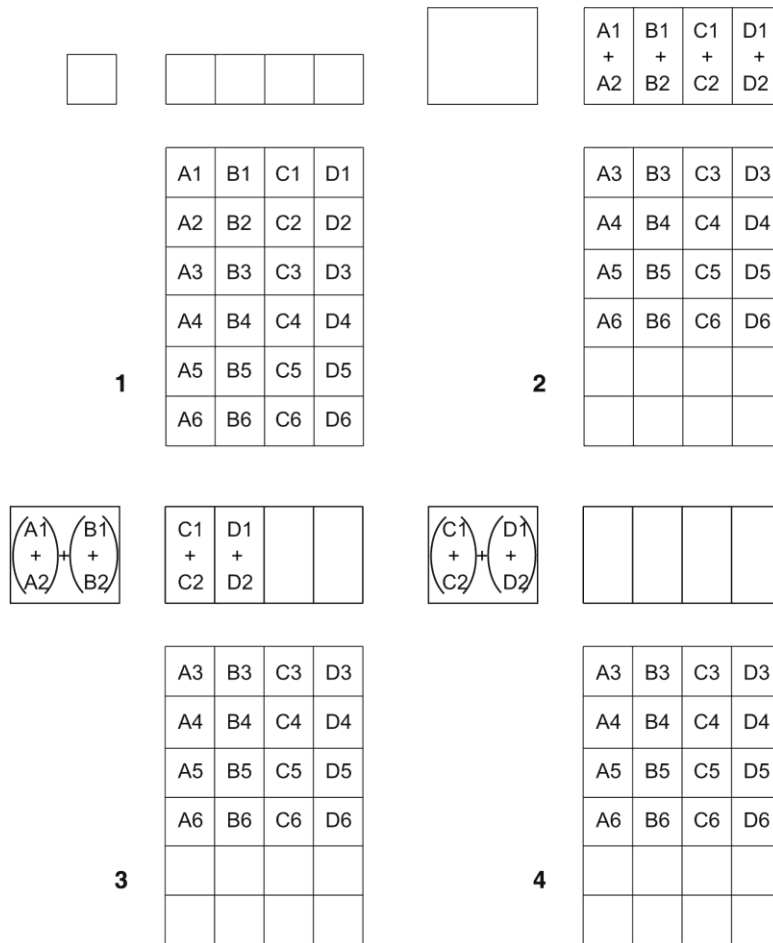 A1 B1 C1 D1
+ + + +
A2 B2 C2 D2
A1 B1 C1 D1
A2 B2 C2 D2
A3 B3 C3 D3
A4 B4 C4 D4
A5 B5 C5 D5
A6 B6 C6 D6
1
A3 B3 C3 D3
A4 B4 C4 D4
A5 B5 C5 D5
A6 B6 C6 D6
2
(A1 + A2) + (B1 + B2)
C1 D1
+ +
C2 D2
A3 B3 C3 D3
A4 B4 C4 D4
A5 B5 C5 D5
A6 B6 C6 D6
3
(C1 + C2) + (D1 + D2)
A3 B3 C3 D3
A4 B4 C4 D4
A5 B5 C5 D5
A6 B6 C6 D6
4